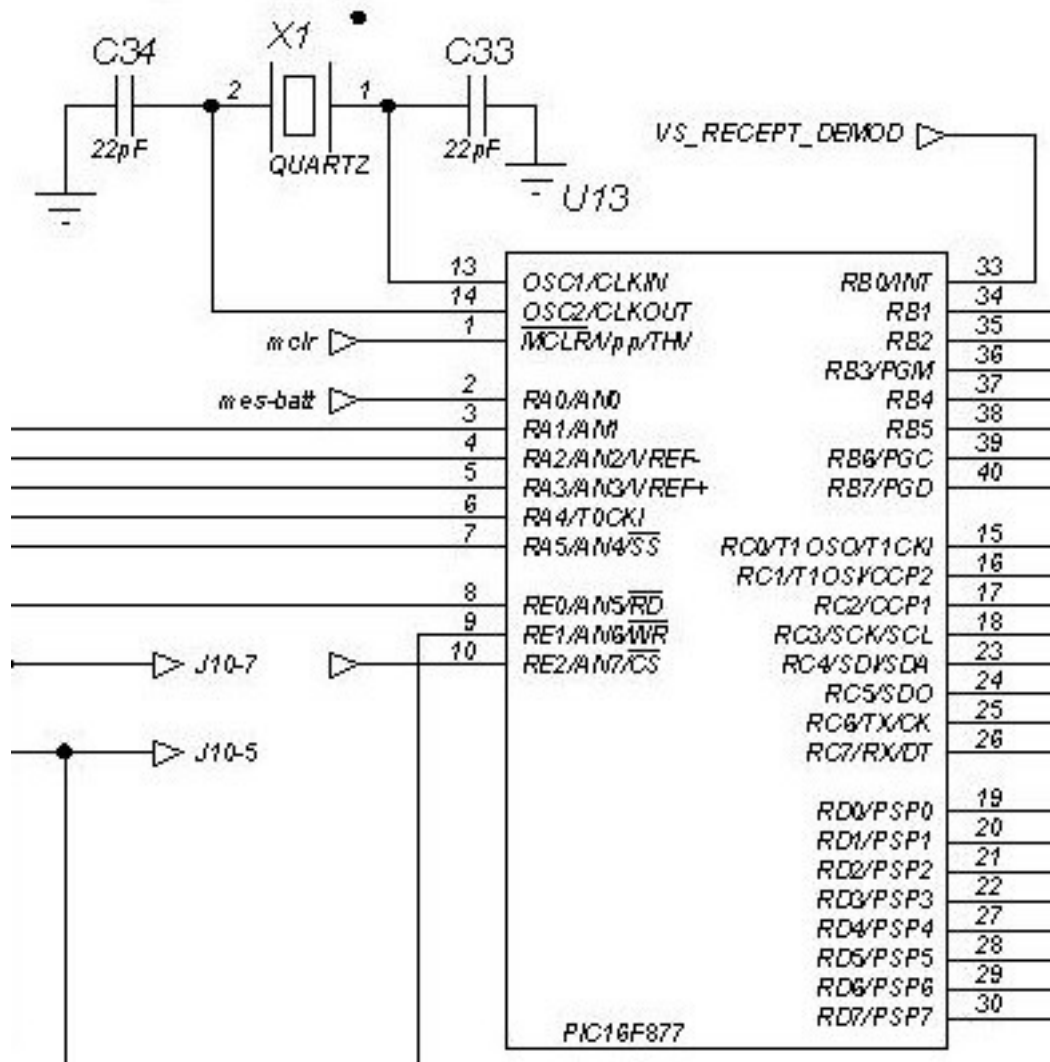 C34
X1
C33
2
1
22pF
QUARTZ
22pF
VS_RECEPT_DEMOD
U13
13
OSC1/CLKIN
RB0/INT
33
14
OSC2/CLKOUT
RB1
34
mclr
1
MCLR/Vpp/THV
RB2
35
RB3/PGM
36
mes-batt
2
RA0/AN0
RB4
37
3
RA1/AN1
RB5
38
4
RA2/AN2/VREF-
RB6/PGC
39
5
RA3/AN3/VREF+
RB7/PGD
40
6
RA4/T0CKI
7
RA5/AN4/SS
RC0/T1OSO/T1CKI
15
RC1/T1OSI/CCP2
16
8
RE0/AN5/RD
RC2/CCP1
17
9
RE1/AN6/WR
RC3/SCK/SCL
18
J10-7
10
RE2/AN7/CS
RC4/SDI/SDA
23
RC5/SDO
24
RC6/TX/CK
25
J10-5
RC7/RX/DT
26
RD0/PSP0
19
RD1/PSP1
20
RD2/PSP2
21
RD3/PSP3
22
RD4/PSP4
27
RD5/PSP5
28
RD6/PSP6
29
RD7/PSP7
30
PIC16F877